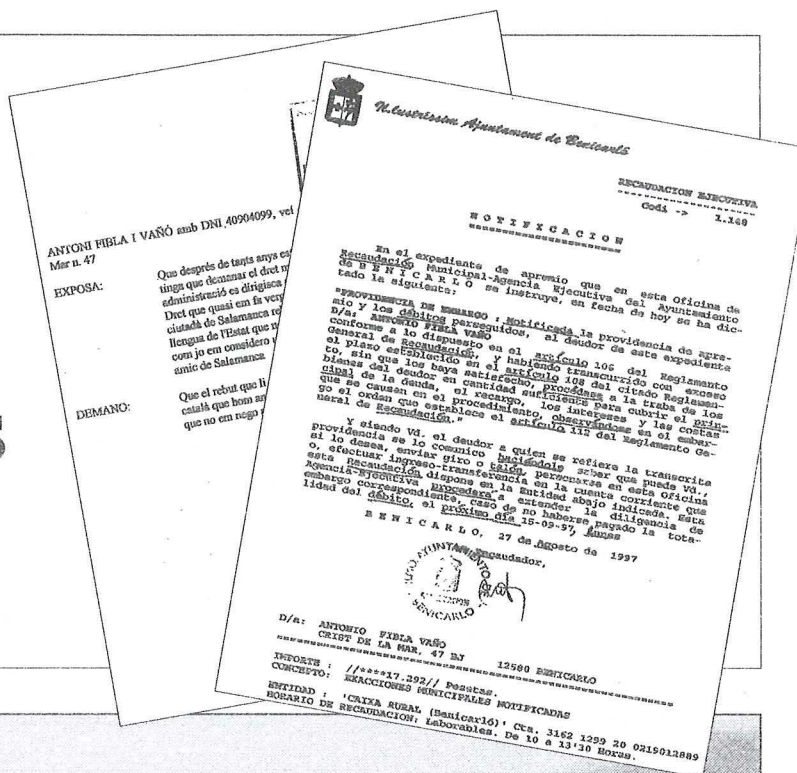 ANTONI FIBLA I VAÑÓ amb DNI 40904099, veí
Mar n. 47
EXPOSA:
Que després de tants anys
tinga que demanar el dret
administració es dirigisca
Dret que quasi em fa
ciutadà de Salamanca
llengua de l'Estat que
com jo em considero
amic de Salamanca
DEMANO:
Que el rebut que li
català que hom
que no em nego
Il.lustríssim Ajuntament de Benicarló
RECAUDACION EJECUTIVA
Codi -> 1.148
NOTIFICACION
En el expediente de apremio que en esta Oficina de
Recaudación Municipal-Agencia Ejecutiva del Ayuntamiento
de BENICARLO se instruye, en fecha de hoy se ha dic-
tado la siguiente:
"PROVIDENCIA DE EMBARGO : Notificada la providencia de apre-
mio y los débitos perseguidos, al deudor de este expediente
D/a: ANTONIO FIBLA VAÑO
conforme a lo dispuesto en el artículo 106 del Reglamento
General de Recaudación, y habiendo transcurrido con exceso
el plazo establecido en el artículo 108 del citado Reglamen-
to, sin que los haya satisfecho, procédase a la traba de los
bienes del deudor en cantidad suficiente para cubrir el prin-
cipal de la deuda, el recargo, los intereses y las costas
que se causen en el procedimiento, observándose en el embar-
go el orden que establece el artículo 112 del Reglamento Ge-
neral de Recaudación."
Y siendo Vd. el deudor a quien se refiere la transcrita
providencia se lo comunico haciéndole saber que puede Vd.,
si lo desea, enviar giro o talón, personarse en esta oficina
o, efectuar ingreso-transferencia en la cuenta corriente que
esta Recaudación dispone en la Entidad abajo indicada. Esta
Agencia-Ejecutiva procederá a extender la diligencia de
embargo correspondiente, caso de no haberse pagado la tota-
lidad del débito, el próximo día 15-09-97, lunes
BENICARLO, 27 de Agosto de 1997
Recaudador,
AYUNTAMIENTO
BENICARLO
D/a: ANTONIO FIBLA VAÑO
CRIST DE LA MAR, 47 BJ 12580 BENICARLO
IMPORTE : //****17.292// Pesetas.
CONCEPTO: EXACCIONES MUNICIPALES NOTIFICADAS
ENTIDAD : 'CAIXA RURAL (Benicarló)' Cta. 3162 1299 20 0219012889
HORARIO DE RECAUDACION: Laborables. De 10 a 13'30 Horas.